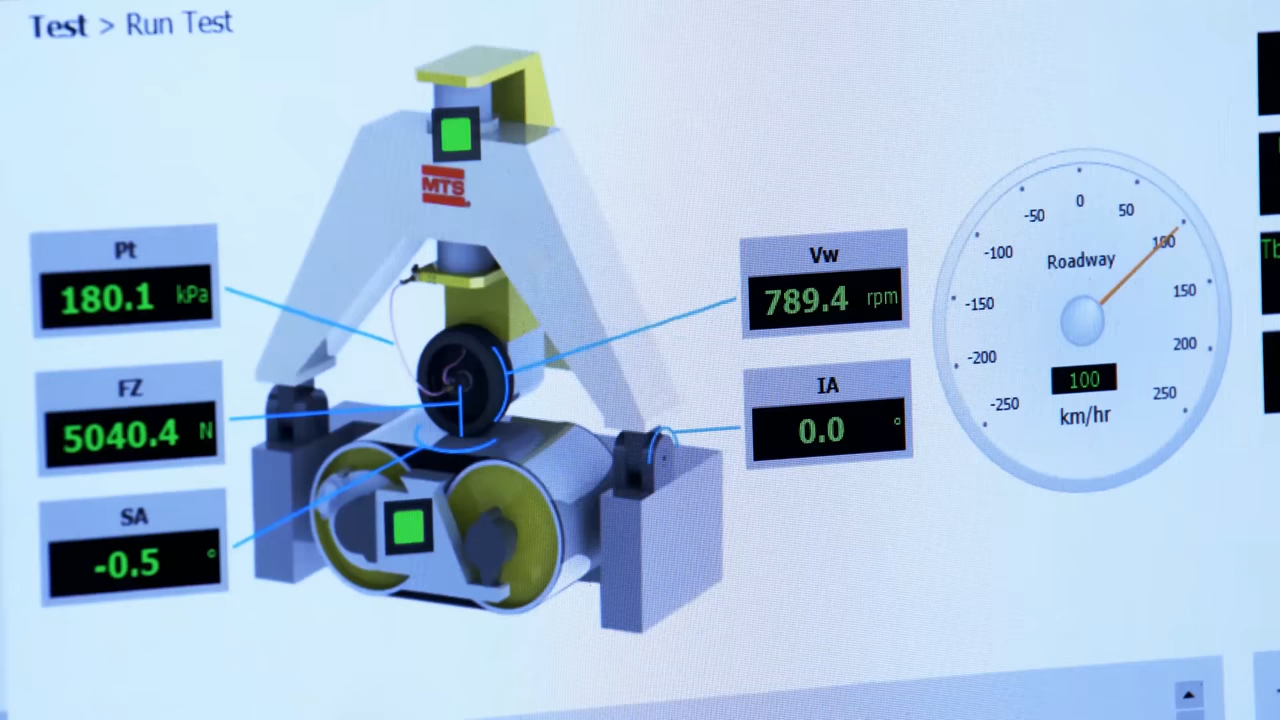 Test > Run Test
MTS
Pt
180.1 kPa
FZ
5040.4 N
SA
-0.5 °
Vw
789.4 rpm
IA
0.0 °
0
-50
50
-100
100
Roadway
-150
150
-200
200
-250
250
100
km/hr
Tb